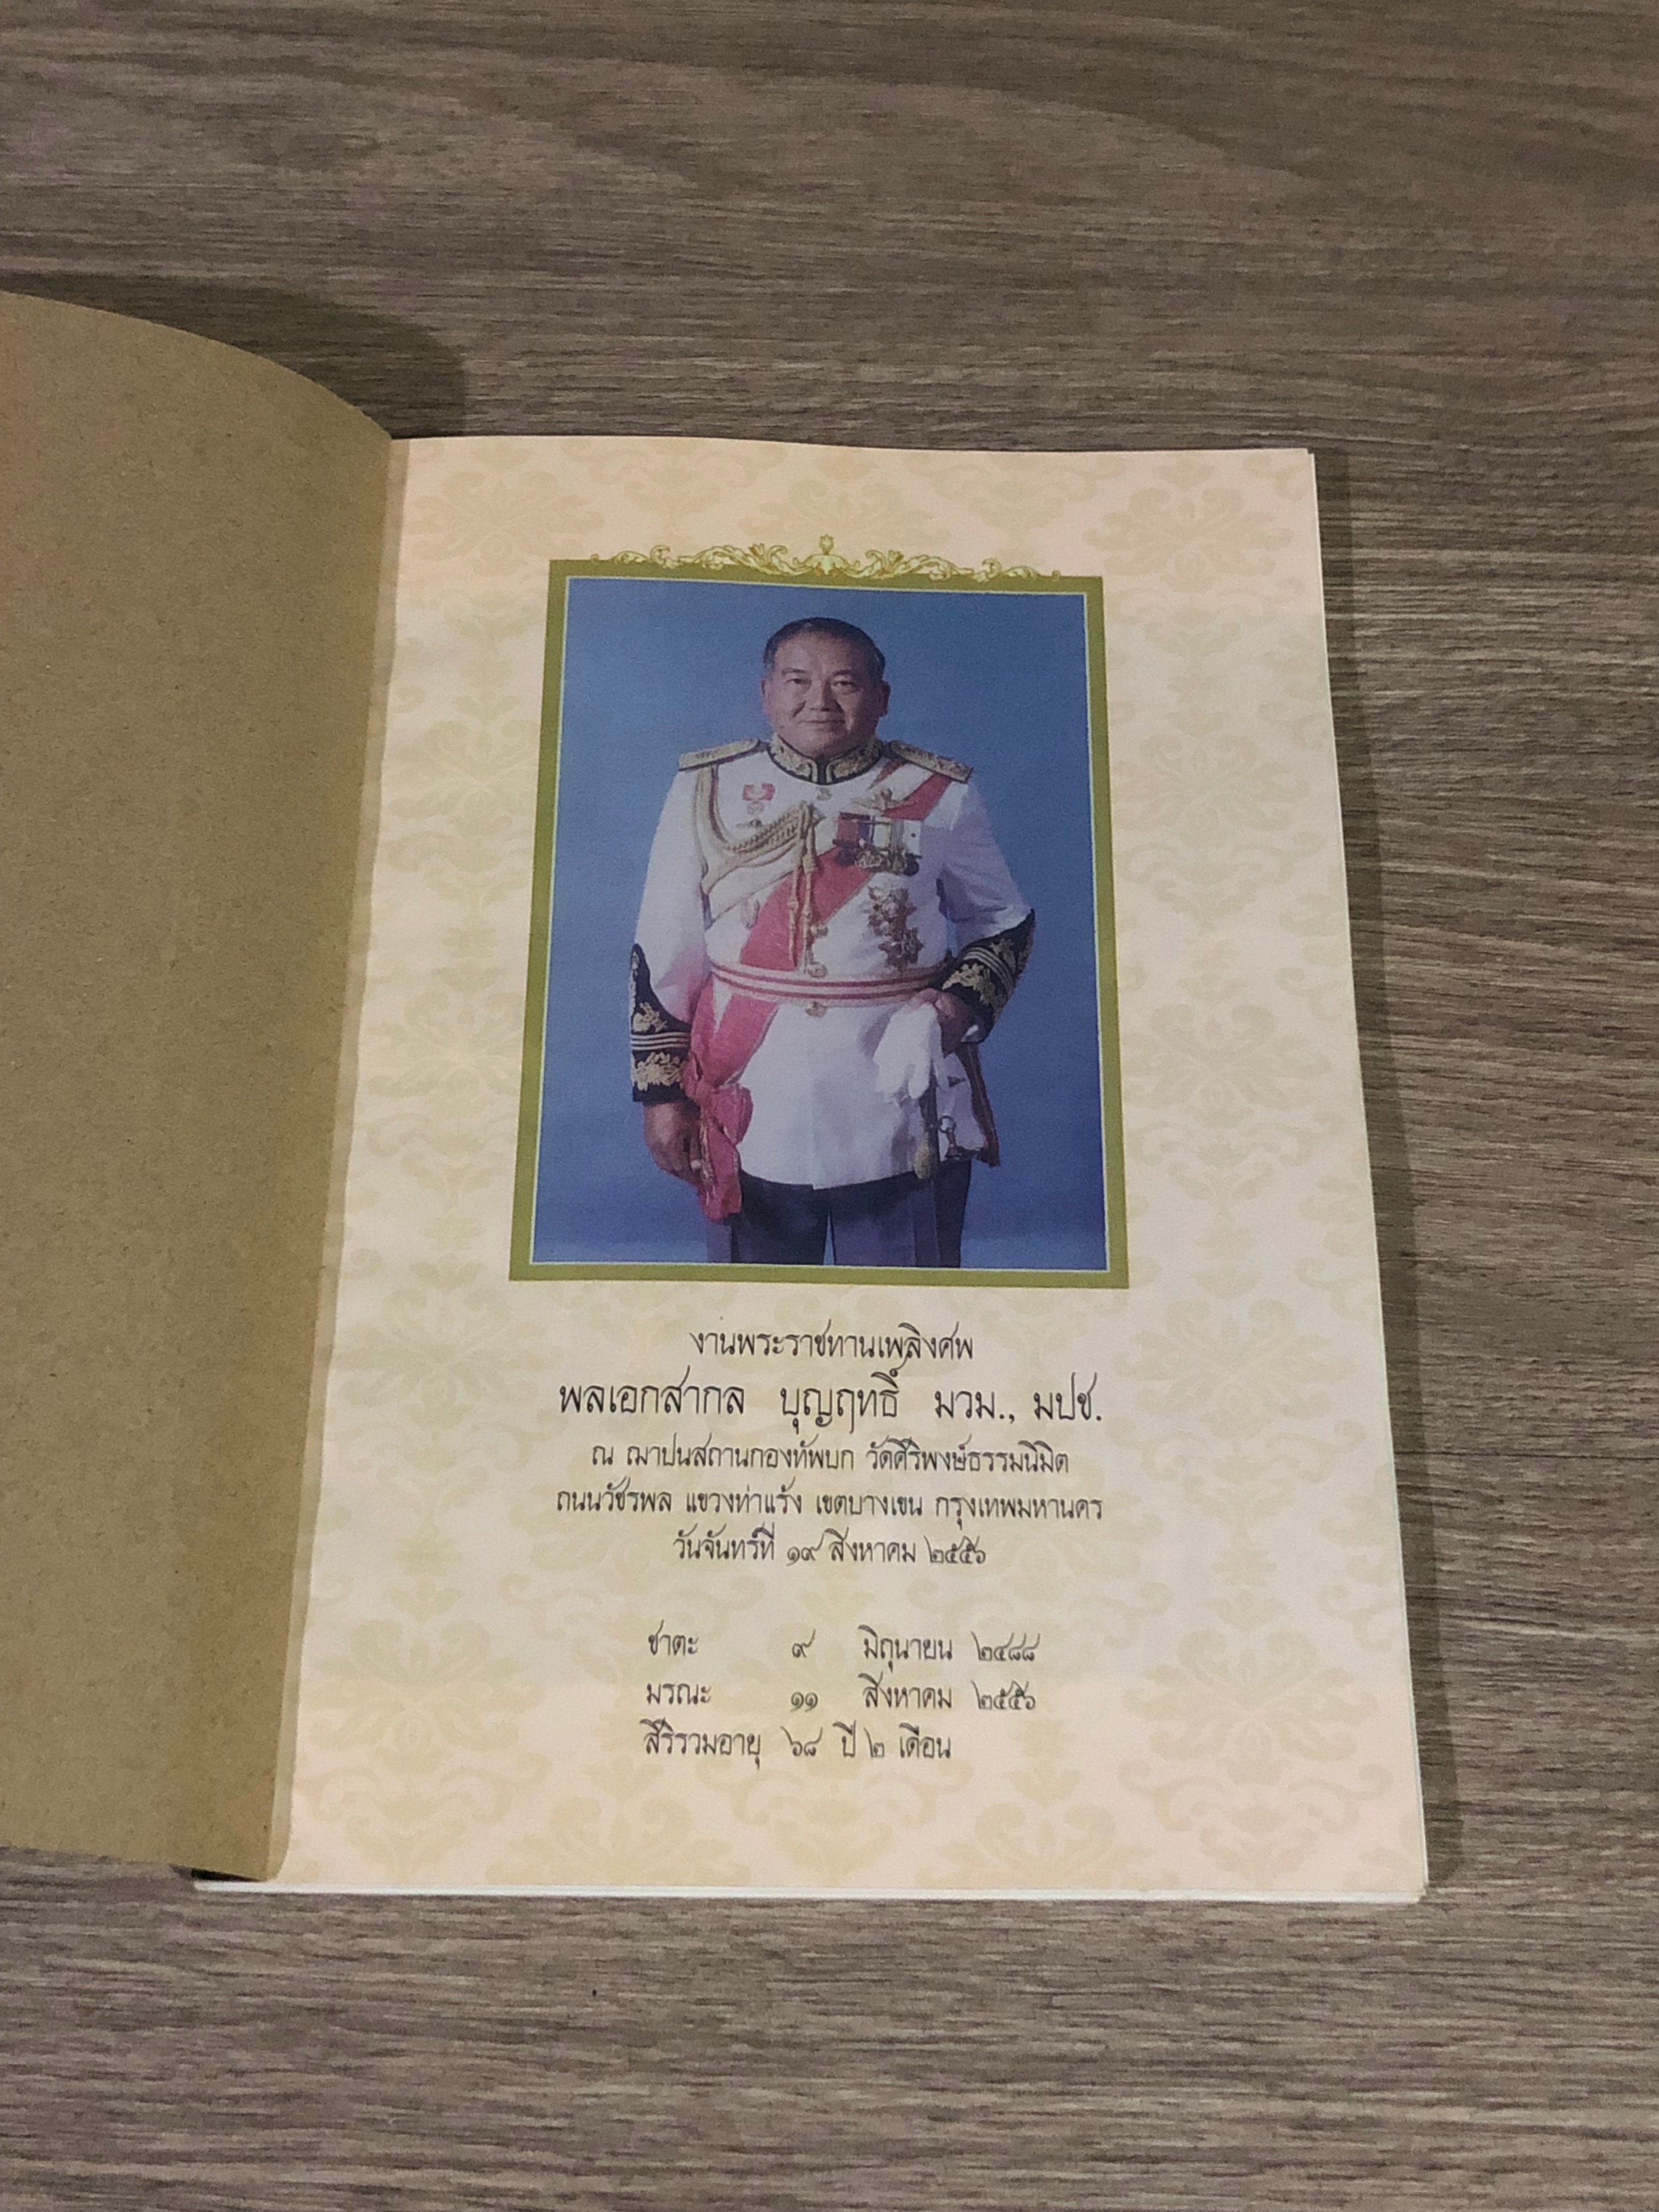 งานพระราชทานเพลิงศพ
พลเอกสากล บุญฤทธิ์ มวม., มปช.
ณ ฌาปนสถานกองทัพบก วัดศิริพงษ์ธรรมนิมิต
ถนนวัชรพล แขวงท่าแร้ง เขตบางเขน กรุงเทพมหานคร
วันจันทร์ที่ ๑๙ สิงหาคม ๒๕๕๖
ชาตะ ๙ มิถุนายน ๒๔๘๘
มรณะ ๑๑ สิงหาคม ๒๕๕๖
สิริรวมอายุ ๖๘ ปี ๒ เดือน